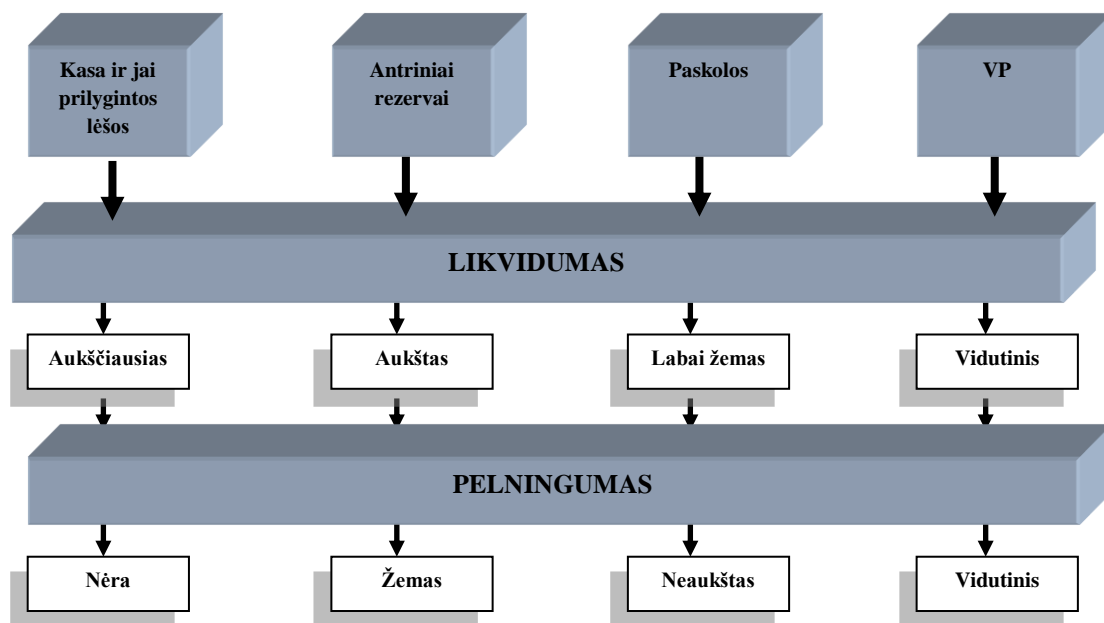 Kasa ir jai
prilygintos
lėšos
Antriniai
rezervai
Paskolos
VP
LIKVIDUMAS
Aukščiausias
Aukštas
Labai žemas
Vidutinis
PELNINGUMAS
Nėra
Žemas
Neaukštas
Vidutinis